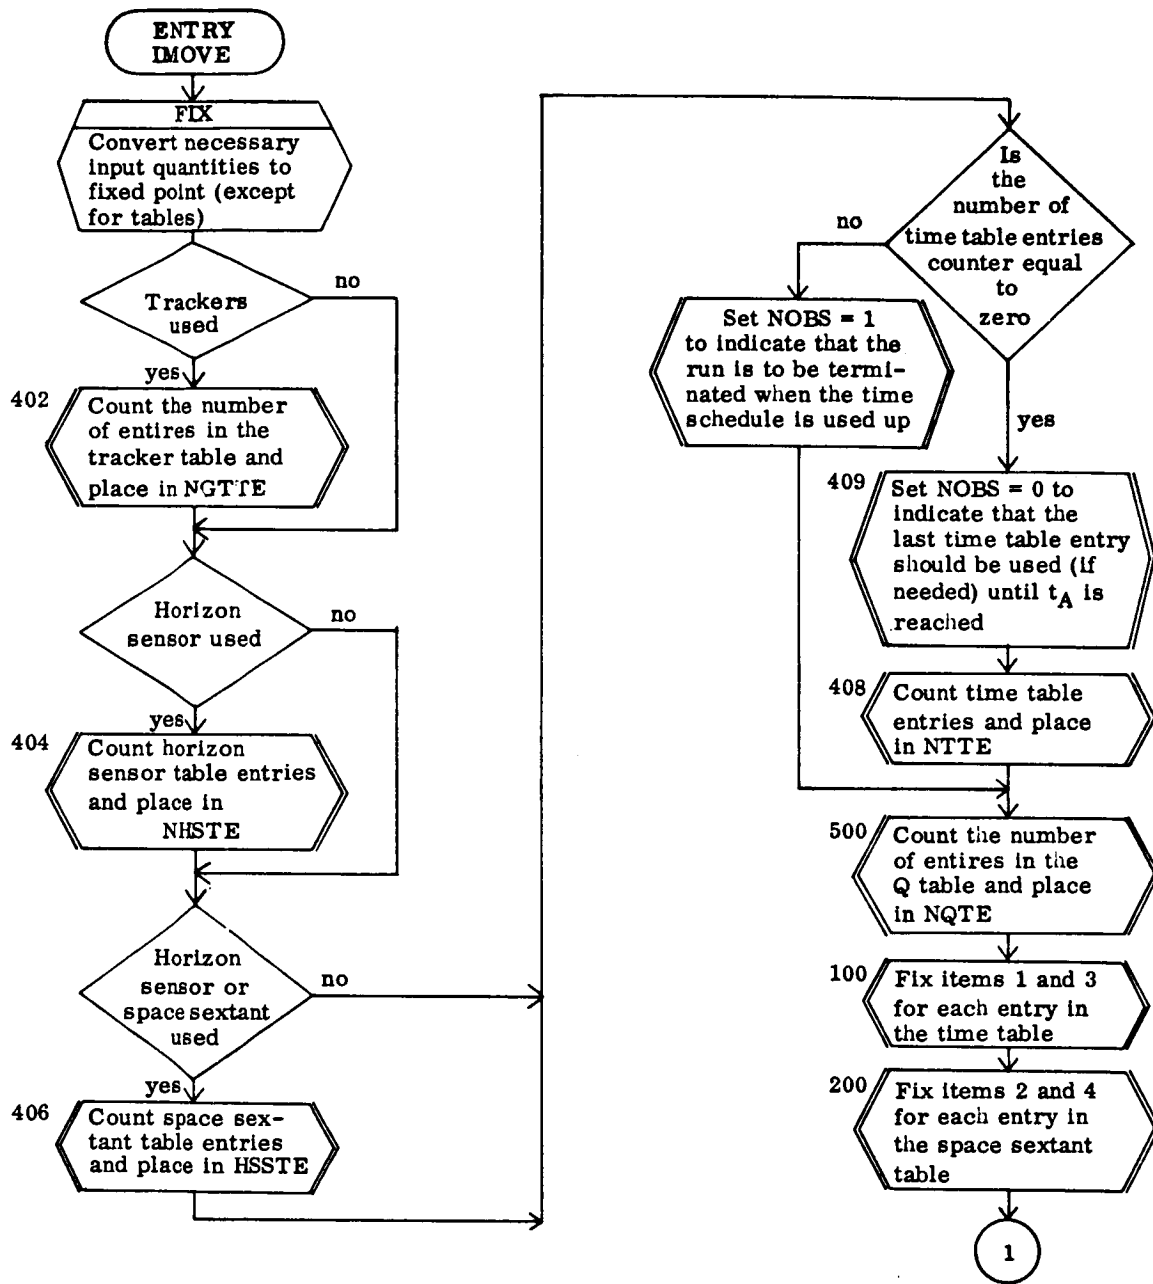 ENTRY
IMOVE
FIX
Convert necessary
input quantities to
fixed point (except
for tables)
Trackers
used
no
yes
402
Count the number
of entires in the
tracker table and
place in NGTTE
Horizon
sensor used
no
yes
404
Count horizon
sensor table entries
and place in
NHSTE
Horizon
sensor or
space sextant
used
no
yes
406
Count space sex-
tant table entries
and place in HSSTE
Is
the
number of
time table entries
counter equal
to
zero
no
Set NOBS = 1
to indicate that the
run is to be termi-
nated when the time
schedule is used up
yes
409
Set NOBS = 0 to
indicate that the
last time table entry
should be used (if
needed) until tA is
reached
408
Count time table
entries and place
in NTTE
500
Count the number
of entires in the
Q table and place
in NQTE
100
Fix items 1 and 3
for each entry in
the time table
200
Fix items 2 and 4
for each entry in
the space sextant
table
1